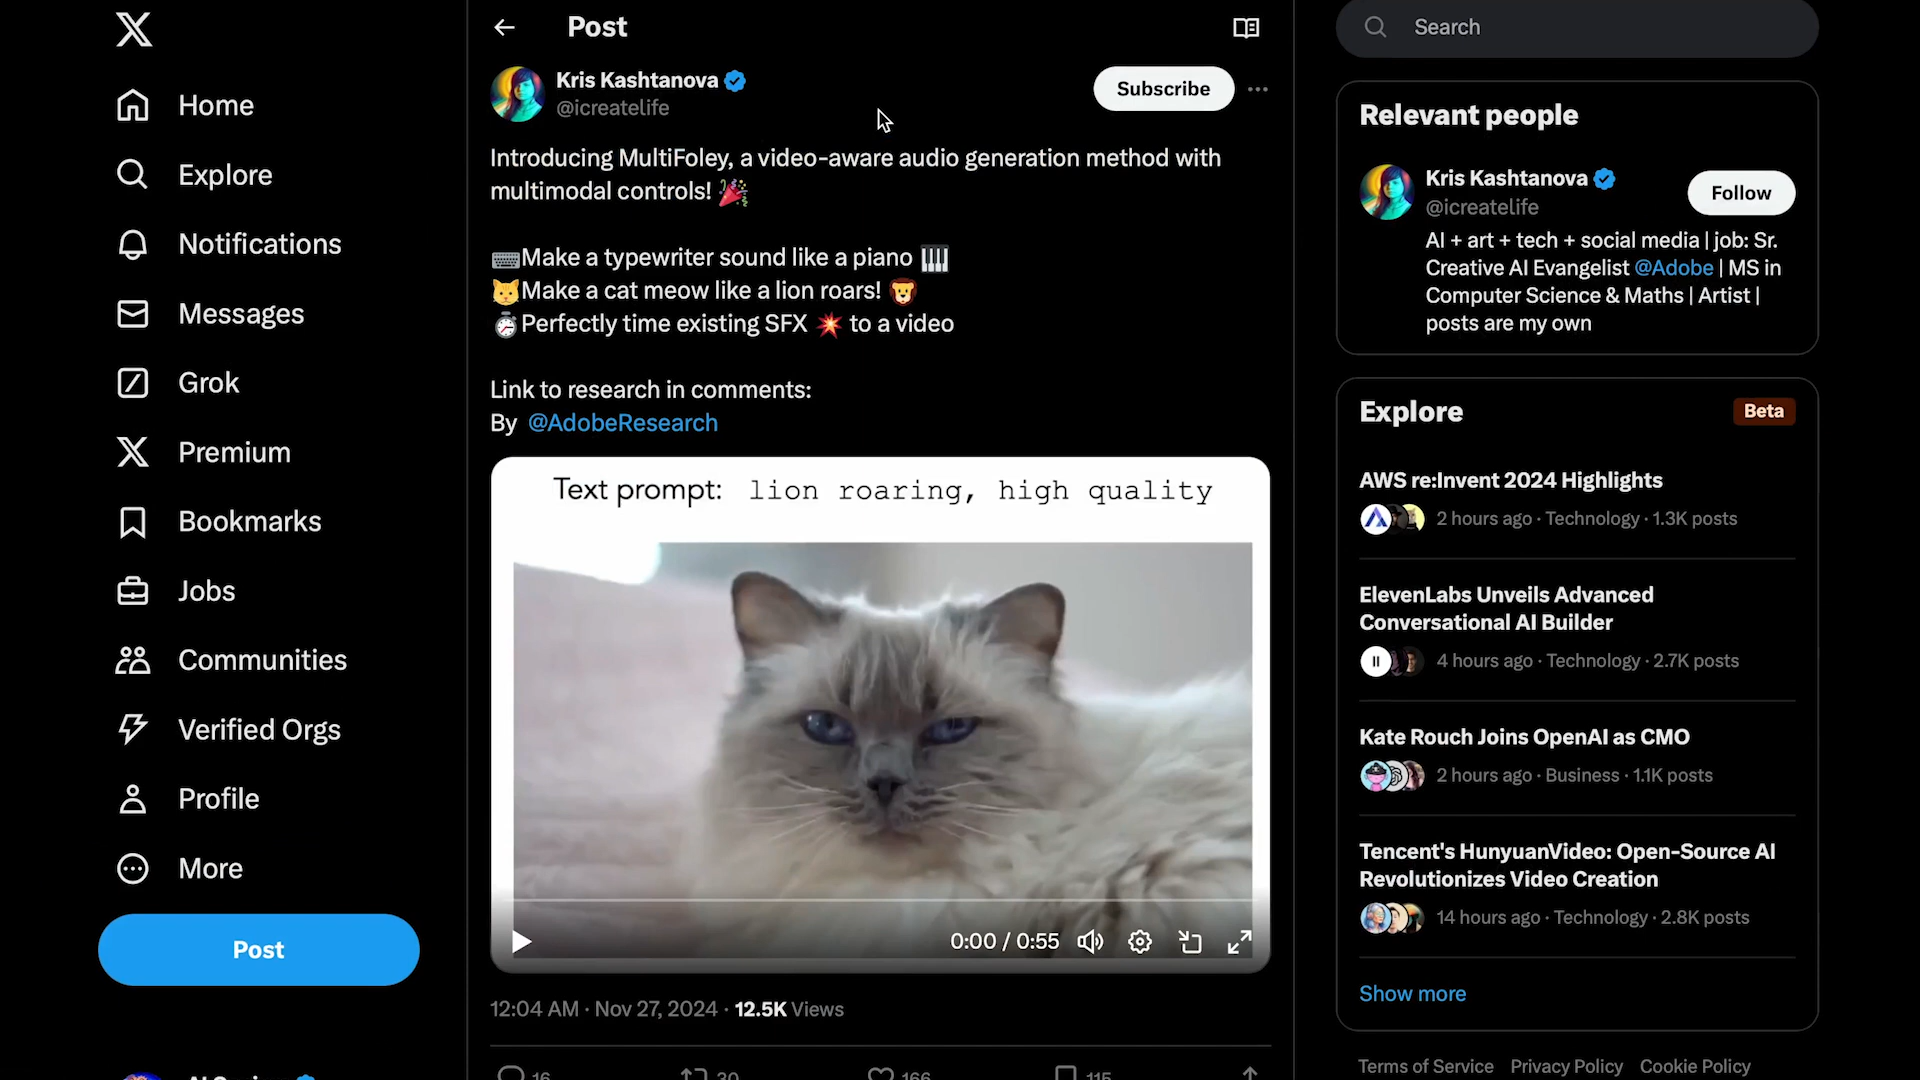 Home
Explore
Notifications
Messages
Grok
Premium
Bookmarks
Jobs
Communities
Verified Orgs
Profile
More
Post
Post
Kris Kashtanova
@icreatelife
Subscribe
Introducing MultiFoley, a video-aware audio generation method with
multimodal controls! 🎉
⌨️Make a typewriter sound like a piano 🎹
🐱Make a cat meow like a lion roars! 🦁
⏱️Perfectly time existing SFX 💥 to a video
Link to research in comments:
By @AdobeResearch
Text prompt: lion roaring, high quality
0:00 / 0:55
12:04 AM · Nov 27, 2024 · 12.5K Views
16 30 166 115
Search
Relevant people
Kris Kashtanova
@icreatelife
Follow
AI + art + tech + social media | job: Sr.
Creative AI Evangelist @Adobe | MS in
Computer Science & Maths | Artist |
posts are my own
Explore
Beta
AWS re:Invent 2024 Highlights
2 hours ago · Technology · 1.3K posts
ElevenLabs Unveils Advanced
Conversational AI Builder
4 hours ago · Technology · 2.7K posts
Kate Rouch Joins OpenAI as CMO
2 hours ago · Business · 1.1K posts
Tencent's HunyuanVideo: Open-Source AI
Revolutionizes Video Creation
14 hours ago · Technology · 2.8K posts
Show more
Terms of Service Privacy Policy Cookie Policy